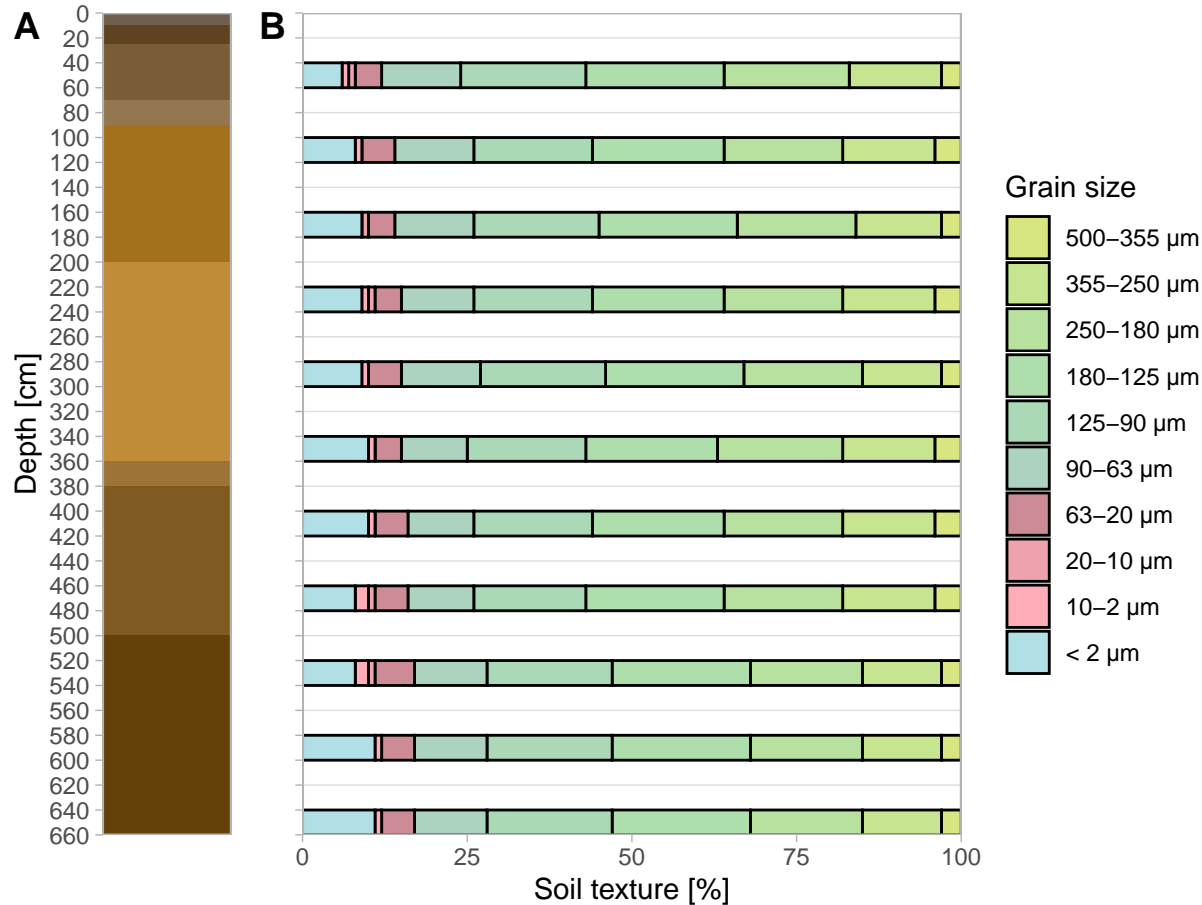 A
B
0
20
40
60
80
100
120
140
160
180
200
220
240
260
280
300
320
340
360
380
400
420
440
460
480
500
520
540
560
580
600
620
640
660
Depth [cm]
0 25 50 75 100
Soil texture [%]
Grain size
500–355 µm
355–250 µm
250–180 µm
180–125 µm
125–90 µm
90–63 µm
63–20 µm
20–10 µm
10–2 µm
< 2 µm